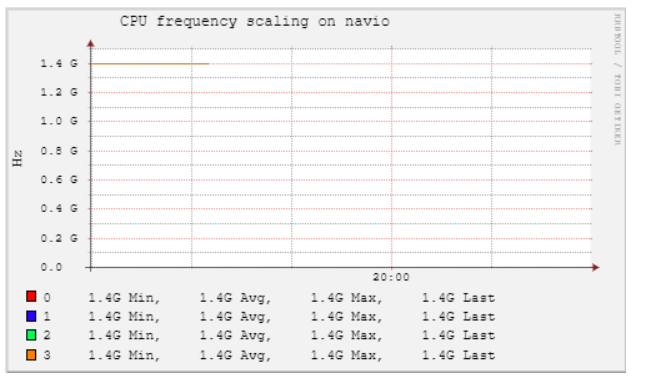 CPU frequency scaling on navio
RRDTOOL / TOBI OETIKER
Hz
1.4 G
1.2 G
1.0 G
0.8 G
0.6 G
0.4 G
0.2 G
0.0
20:00
0 1.4G Min, 1.4G Avg, 1.4G Max, 1.4G Last
1 1.4G Min, 1.4G Avg, 1.4G Max, 1.4G Last
2 1.4G Min, 1.4G Avg, 1.4G Max, 1.4G Last
3 1.4G Min, 1.4G Avg, 1.4G Max, 1.4G Last